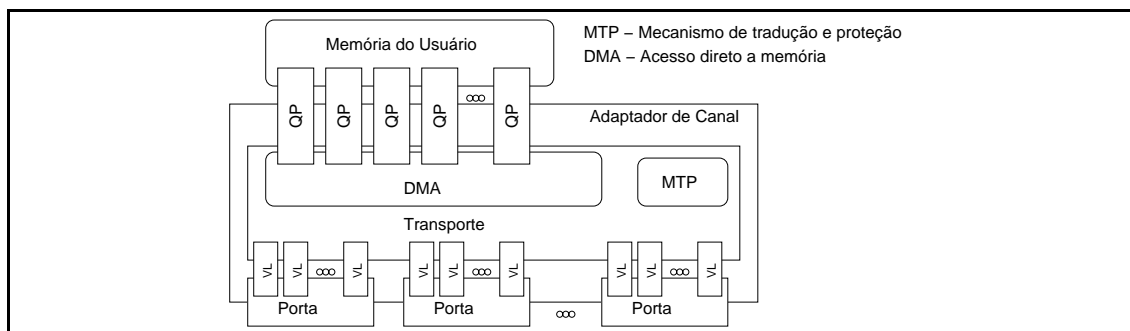 Memória do Usuário
MTP – Mecanismo de tradução e proteção
DMA – Acesso direto a memória
QP QP QP QP QP
Adaptador de Canal
DMA
MTP
Transporte
VL VL VL VL VL VL VL VL VL
Porta Porta Porta